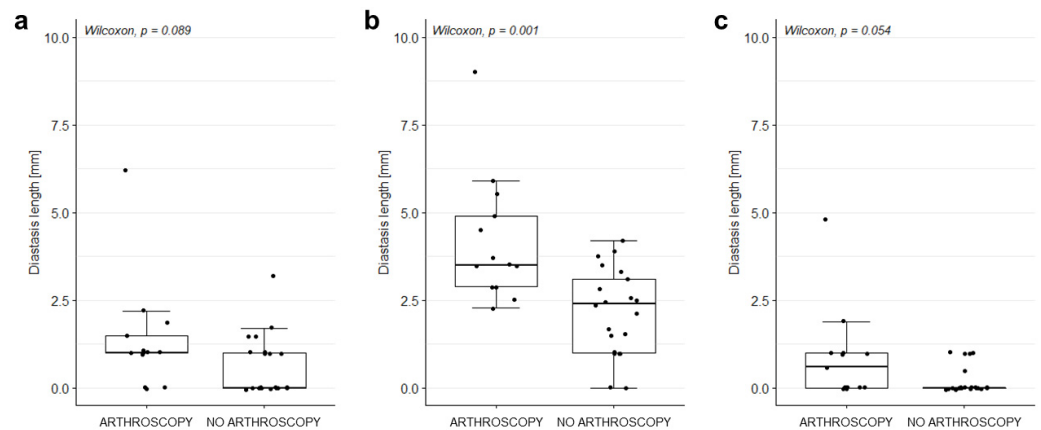 a
Wilcoxon, p = 0.089
10.0
7.5
5.0
2.5
0.0
Diastasis length [mm]
ARTHROSCOPY NO ARTHROSCOPY
b
Wilcoxon, p = 0.001
10.0
7.5
5.0
2.5
0.0
Diastasis length [mm]
ARTHROSCOPY NO ARTHROSCOPY
c
Wilcoxon, p = 0.054
10.0
7.5
5.0
2.5
0.0
Diastasis length [mm]
ARTHROSCOPY NO ARTHROSCOPY